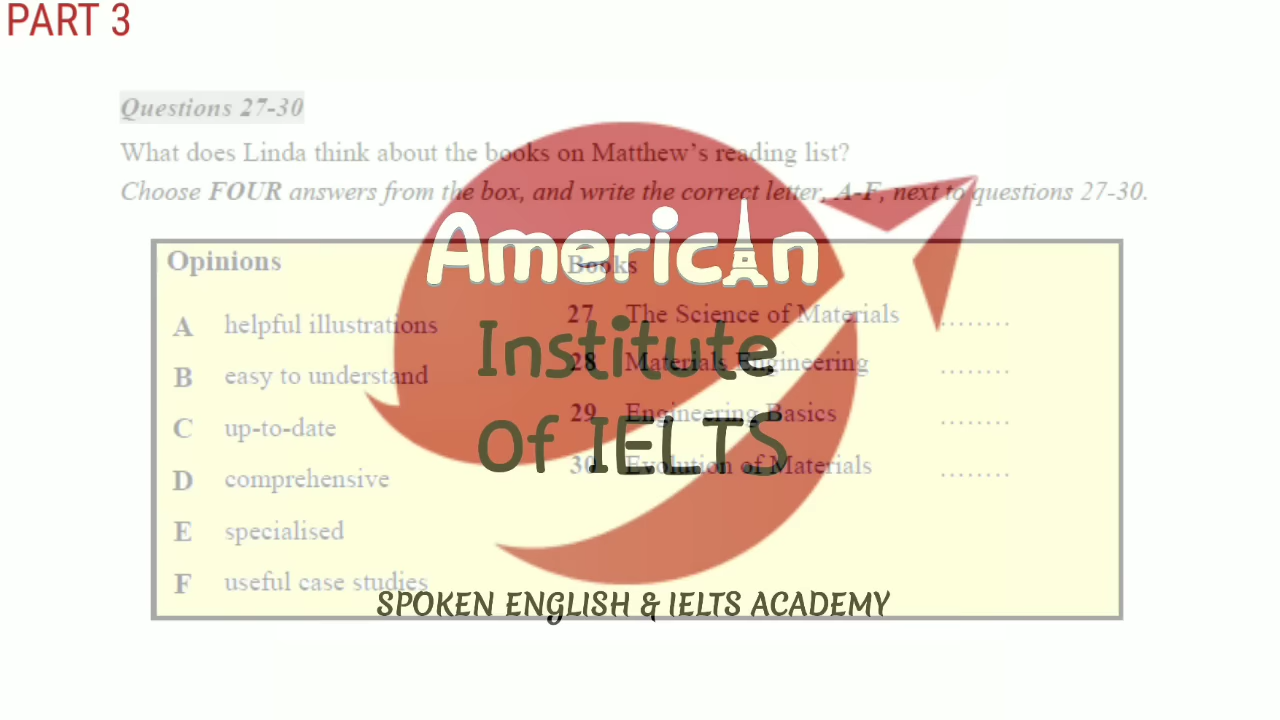 PART 3
Questions 27-30
What does Linda think about the books on Matthew's reading list?
Choose FOUR answers from the box, and write the correct letter, A-F, next to questions 27-30.
Opinions
A helpful illustrations
B easy to understand
C up-to-date
D comprehensive
E specialised
F useful case studies
Books
27 The Science of Materials ........
28 Materials Engineering ........
29 Engineering Basics ........
30 Evolution of Materials ........
American
Institute
Of IELTS
SPOKEN ENGLISH & IELTS ACADEMY